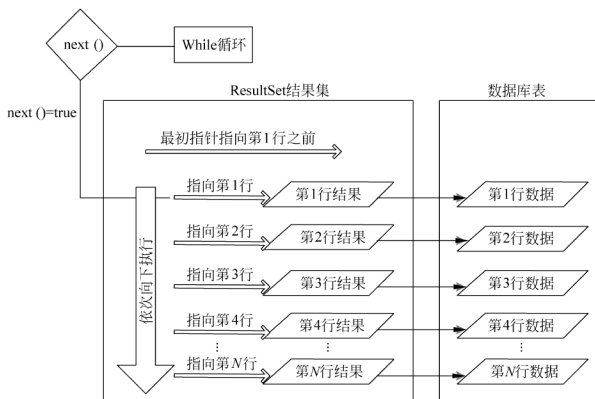 next ()
While循环
next ()=true
ResultSet结果集
数据库表
最初指针指向第1行之前
依次向下执行
指向第1行
第1行结果
第1行数据
指向第2行
第2行结果
第2行数据
指向第3行
第3行结果
第3行数据
指向第4行
第4行结果
第4行数据
⋮
⋮
⋮
指向第N行
第N行结果
第N行数据